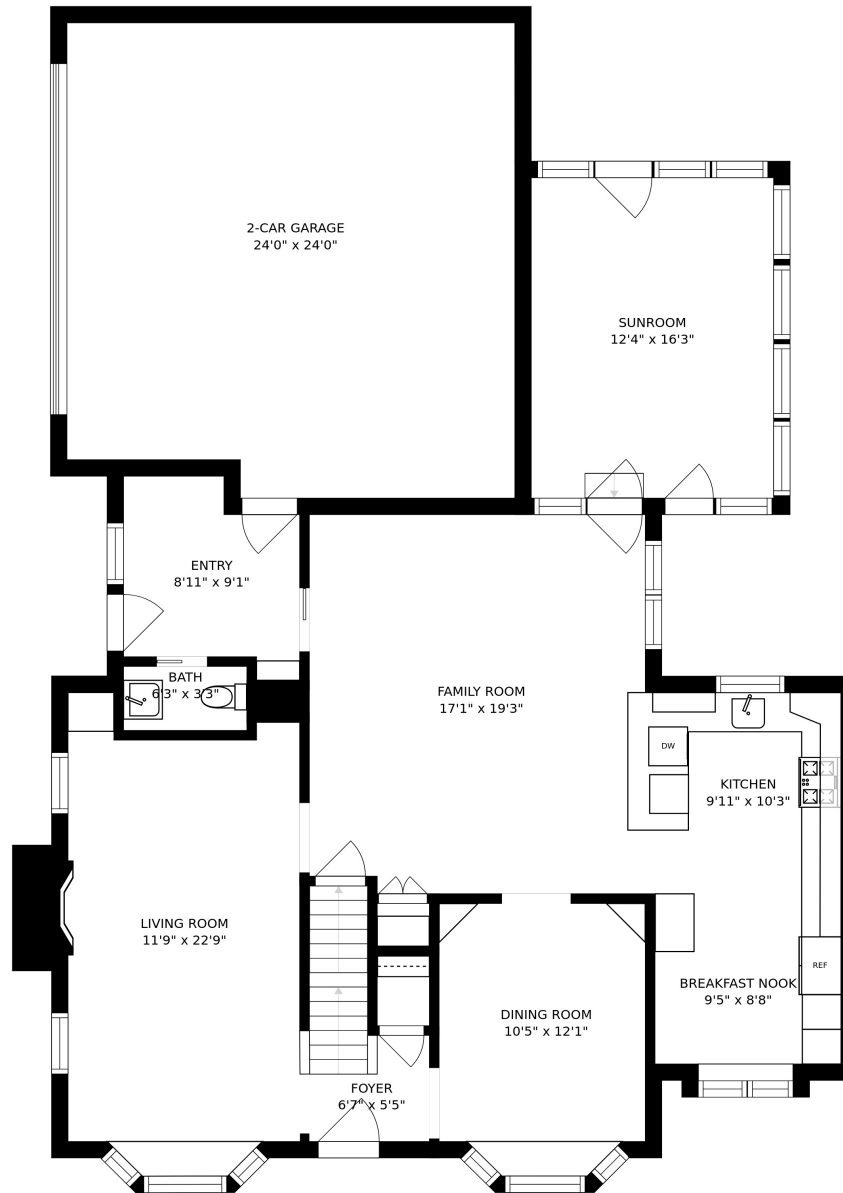 2-CAR GARAGE
24'0" x 24'0"
SUNROOM
12'4" x 16'3"
ENTRY
8'11" x 9'1"
BATH
6'3" x 3'3"
FAMILY ROOM
17'1" x 19'3"
DW
KITCHEN
9'11" x 10'3"
LIVING ROOM
11'9" x 22'9"
REF
BREAKFAST NOOK
9'5" x 8'8"
DINING ROOM
10'5" x 12'1"
FOYER
6'7" x 5'5"